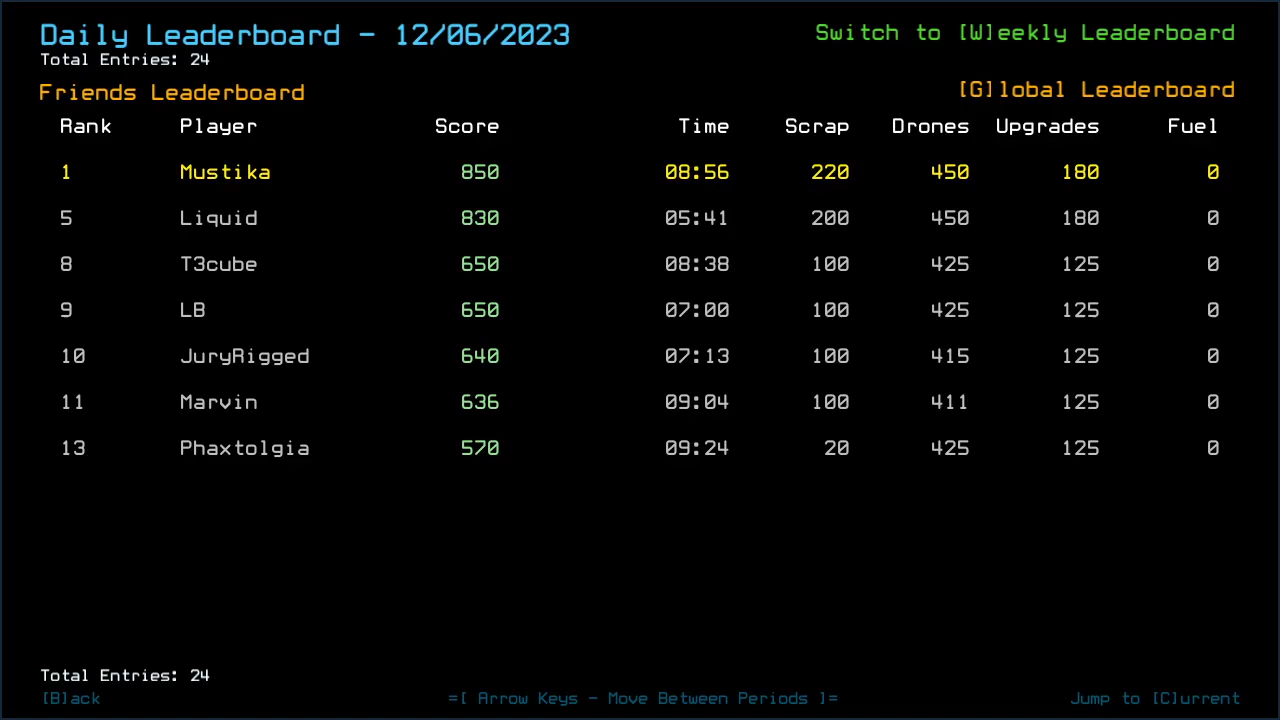 Daily Leaderboard - 12/06/2023 Switch to [W]eekly Leaderboard
Total Entries: 24
Friends Leaderboard [G]lobal Leaderboard
Rank Player Score Time Scrap Drones Upgrades Fuel
1 Mustika 850 08:56 220 450 180 0
5 Liquid 830 05:41 200 450 180 0
8 T3cube 650 08:38 100 425 125 0
9 LB 650 07:00 100 425 125 0
10 JuryRigged 640 07:13 100 415 125 0
11 Marvin 636 09:04 100 411 125 0
13 Phaxtolgia 570 09:24 20 425 125 0
Total Entries: 24
[B]ack =[ Arrow Keys - Move Between Periods ]= Jump to [C]urrent